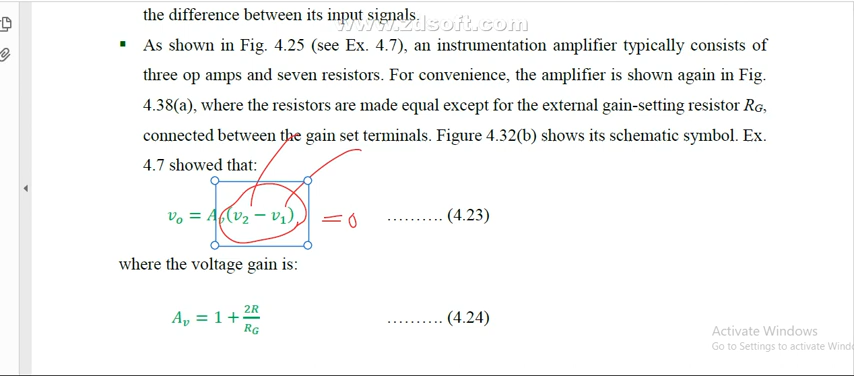 the difference between its input signals.
www.zdsoft.com
▪ As shown in Fig. 4.25 (see Ex. 4.7), an instrumentation amplifier typically consists of
three op amps and seven resistors. For convenience, the amplifier is shown again in Fig.
4.38(a), where the resistors are made equal except for the external gain-setting resistor RG,
connected between the gain set terminals. Figure 4.32(b) shows its schematic symbol. Ex.
4.7 showed that:
vₒ = Aᵥ(v₂ − v₁) = 0 ………. (4.23)
where the voltage gain is:
Aᵥ = 1 + 2R/RG ………. (4.24)
Activate Windows
Go to Settings to activate Wind